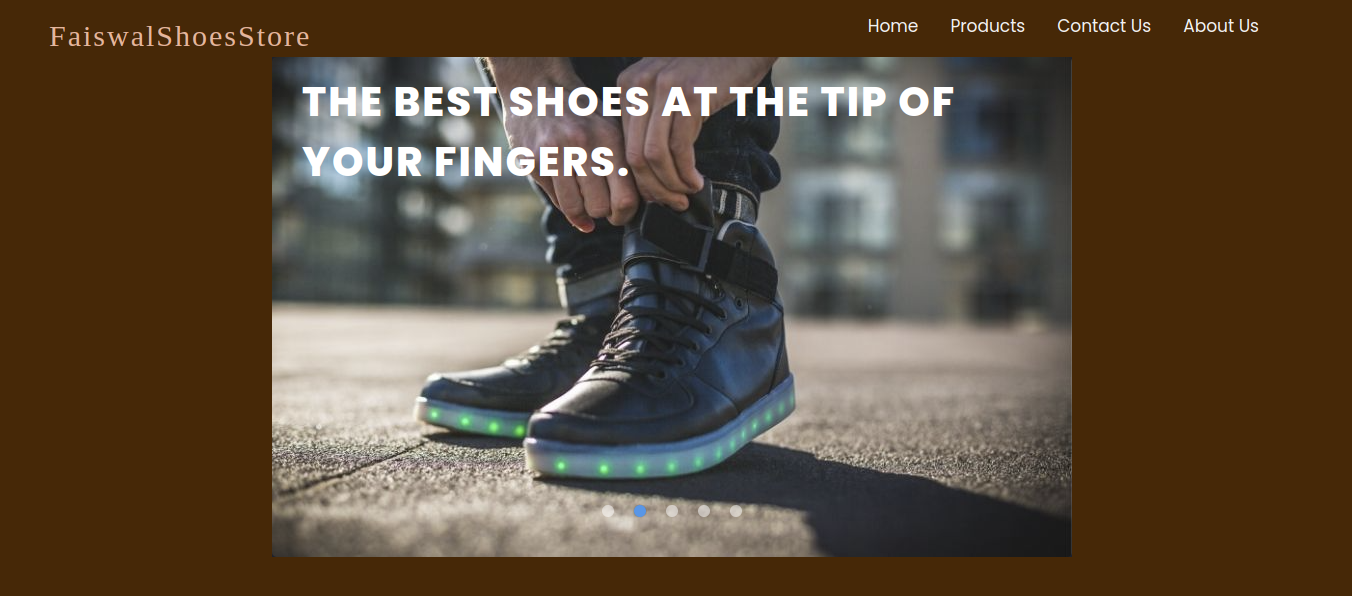 FaiswalShoesStore
Home Products Contact Us About Us
THE BEST SHOES AT THE TIP OF
YOUR FINGERS.